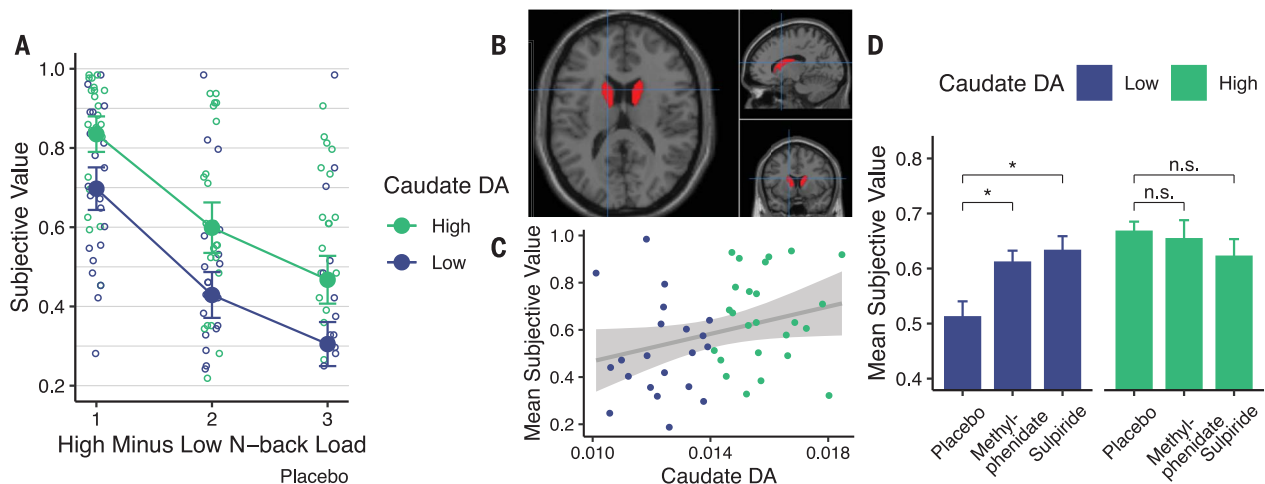 A
1.0
0.8
0.6
0.4
0.2
Subjective Value
1
2
3
High Minus Low N−back Load
Placebo
Caudate DA
High
Low
B
C
1.0
0.8
0.6
0.4
0.2
Mean Subjective Value
0.010
0.014
0.018
Caudate DA
D
Caudate DA
Low
High
0.8
0.7
0.6
0.5
0.4
Mean Subjective Value
*
*
n.s.
n.s.
Placebo
Methyl-
phenidate
Sulpiride
Placebo
Methyl-
phenidate
Sulpiride